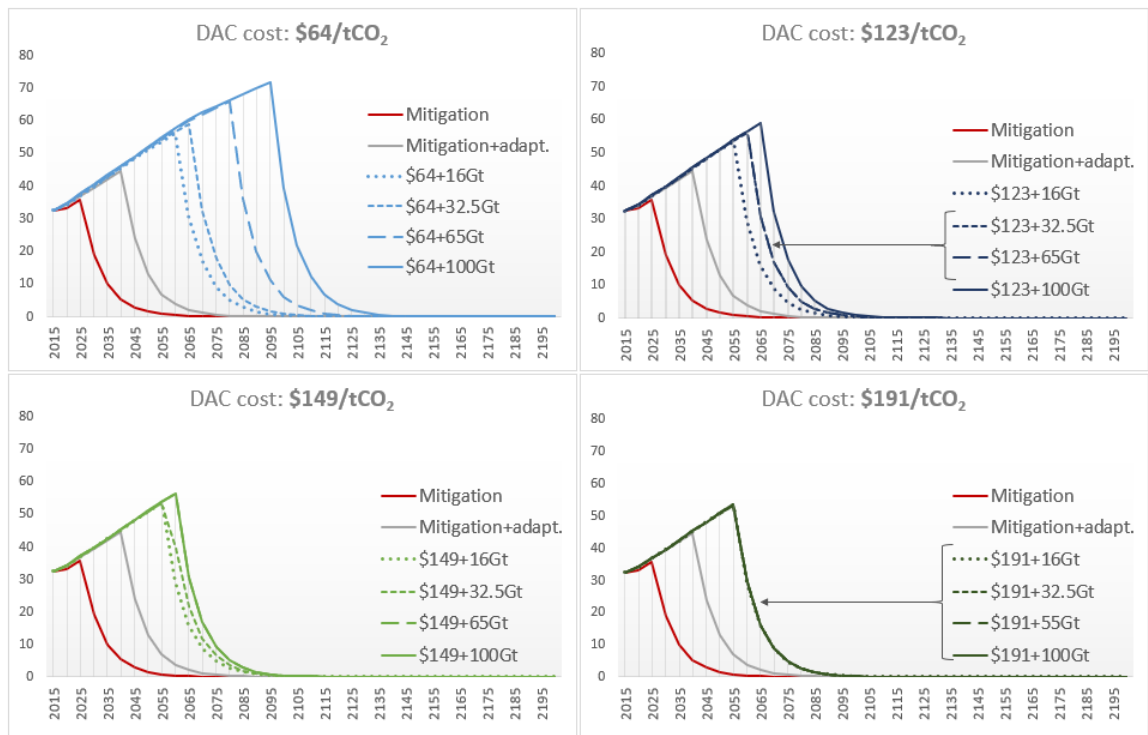 DAC cost: $64/tCO₂
80
70
60
50
40
30
20
10
0
Mitigation
Mitigation+adapt.
$64+16Gt
$64+32.5Gt
$64+65Gt
$64+100Gt
2015 2025 2035 2045 2055 2065 2075 2085 2095 2105 2115 2125 2135 2145 2155 2165 2175 2185 2195
DAC cost: $123/tCO₂
80
70
60
50
40
30
20
10
0
Mitigation
Mitigation+adapt.
$123+16Gt
$123+32.5Gt
$123+65Gt
$123+100Gt
2015 2025 2035 2045 2055 2065 2075 2085 2095 2105 2115 2125 2135 2145 2155 2165 2175 2185 2195
DAC cost: $149/tCO₂
80
70
60
50
40
30
20
10
0
Mitigation
Mitigation+adapt.
$149+16Gt
$149+32.5Gt
$149+65Gt
$149+100Gt
2015 2025 2035 2045 2055 2065 2075 2085 2095 2105 2115 2125 2135 2145 2155 2165 2175 2185 2195
DAC cost: $191/tCO₂
80
70
60
50
40
30
20
10
0
Mitigation
Mitigation+adapt.
$191+16Gt
$191+32.5Gt
$191+55Gt
$191+100Gt
2015 2025 2035 2045 2055 2065 2075 2085 2095 2105 2115 2125 2135 2145 2155 2165 2175 2185 2195